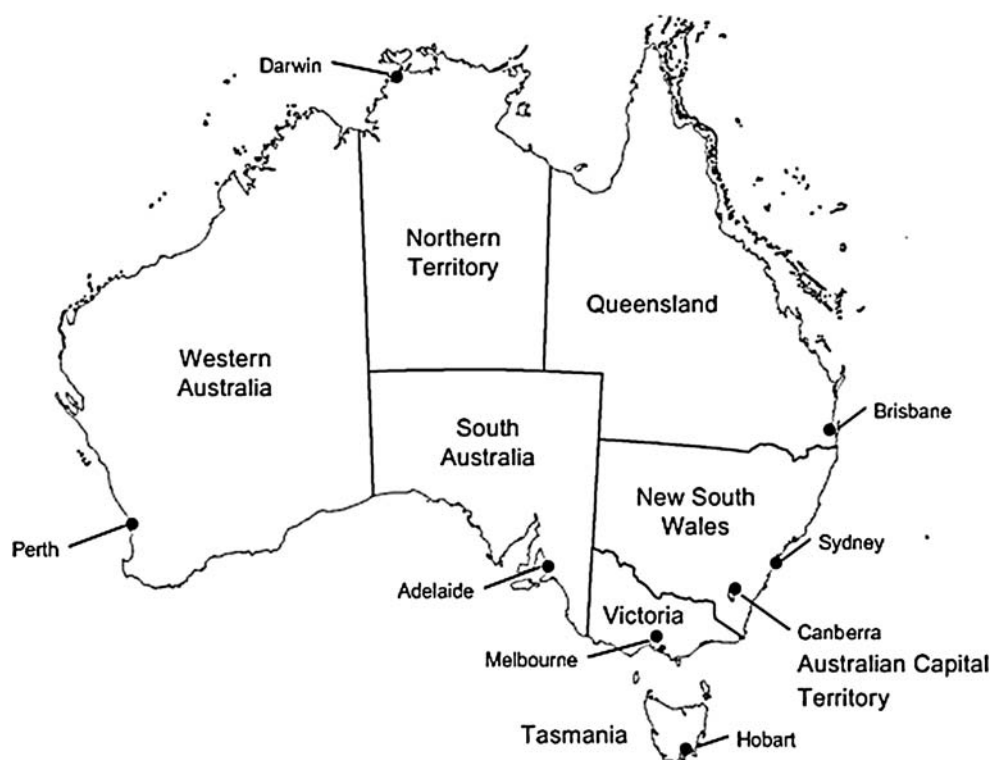 Darwin
Northern
Territory
Queensland
Western
Australia
South
Australia
Brisbane
New South
Wales
Perth
Sydney
Adelaide
Victoria
Canberra
Melbourne
Australian Capital
Territory
Tasmania
Hobart